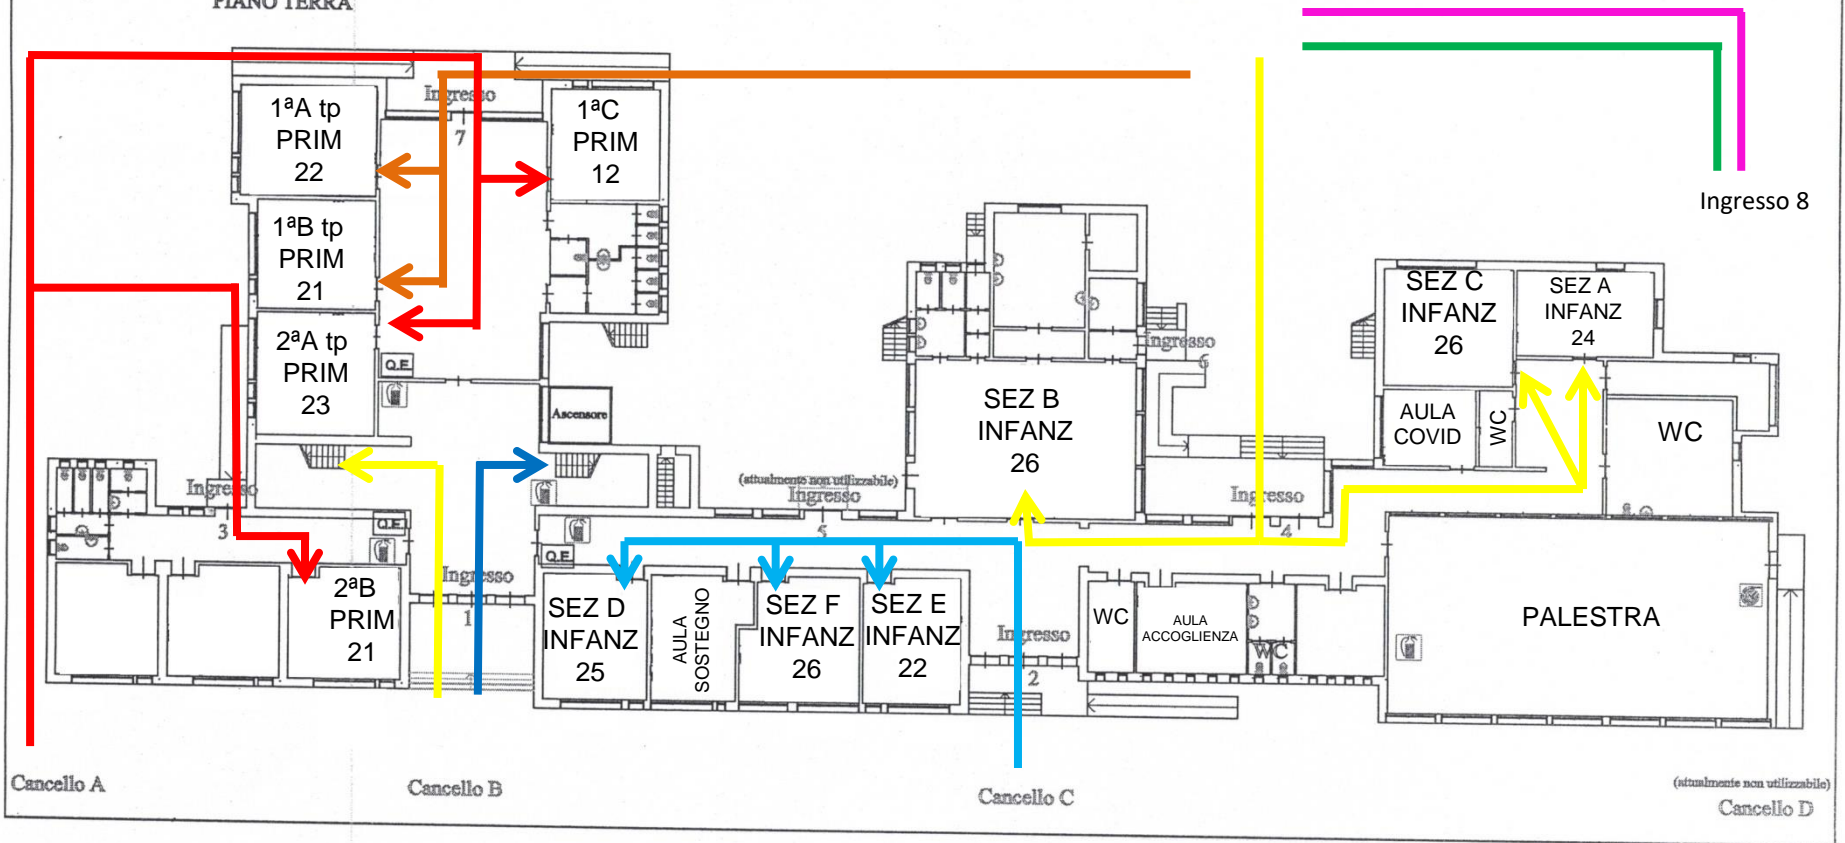 PIANO TERRA
Ingresso
7
1ªA tp
PRIM
22
1ªC
PRIM
12
1ªB tp
PRIM
21
2ªA tp
PRIM
23
Q.E.
Ascensore
Ingresso 8
Ingresso
6
SEZ C
INFANZ
26
SEZ A
INFANZ
24
SEZ B
INFANZ
26
AULA
COVID
WC
WC
(attualmente non utilizzabile)
Ingresso
5
Ingresso
4
Ingresso
3
Q.E.
Q.E.
Ingresso
1
2ªB
PRIM
21
SEZ D
INFANZ
25
AULA
SOSTEGNO
SEZ F
INFANZ
26
SEZ E
INFANZ
22
Ingresso
2
WC
AULA
ACCOGLIENZA
WC
PALESTRA
Cancello A
Cancello B
Cancello C
(attualmente non utilizzabile)
Cancello D